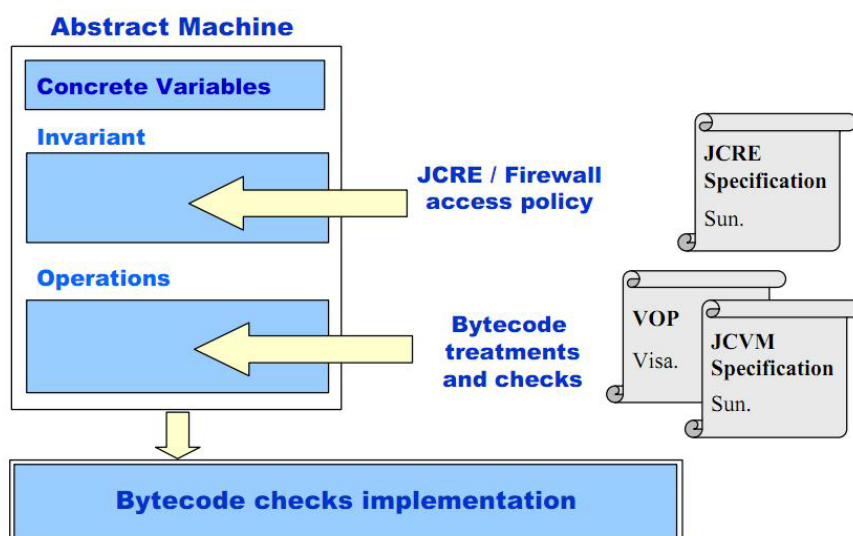 Abstract Machine
Concrete Variables
Invariant
JCRE / Firewall
access policy
JCRE
Specification
Sun.
Operations
Bytecode
treatments
and checks
VOP
Visa.
JCVM
Specification
Sun.
Bytecode checks implementation